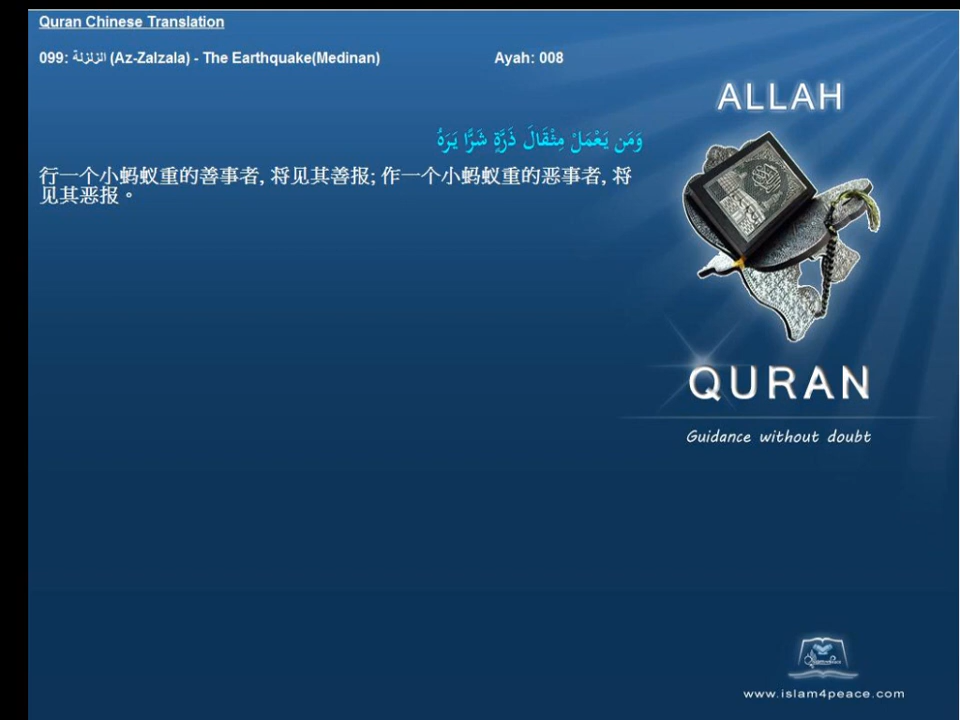 Quran Chinese Translation
099: الزلزلة (Az-Zalzala) - The Earthquake(Medinan) Ayah: 008
ALLAH
وَمَن يَعْمَلْ مِثْقَالَ ذَرَّةٍ شَرًّا يَرَهُ
行一个小蚂蚁重的善事者, 将见其善报; 作一个小蚂蚁重的恶事者, 将
见其恶报。
QURAN
Guidance without doubt
www.islam4peace.com